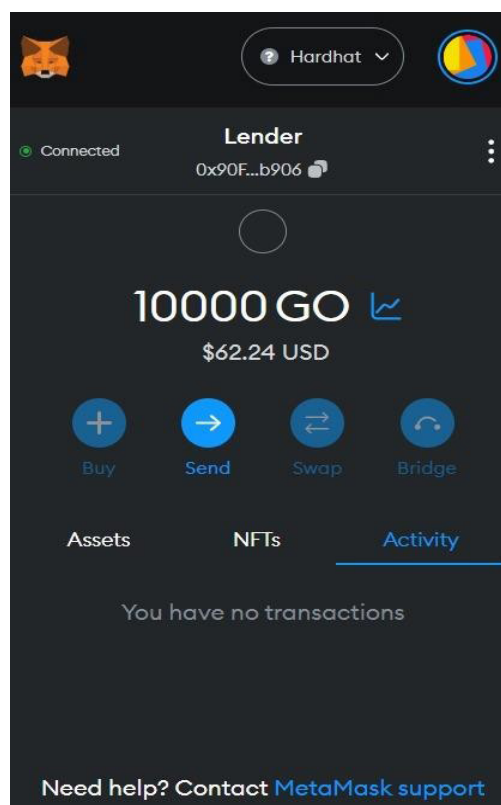 Hardhat
Connected
Lender
0x90F...b906
10000 GO
$62.24 USD
Buy Send Swap Bridge
Assets NFTs Activity
You have no transactions
Need help? Contact MetaMask support